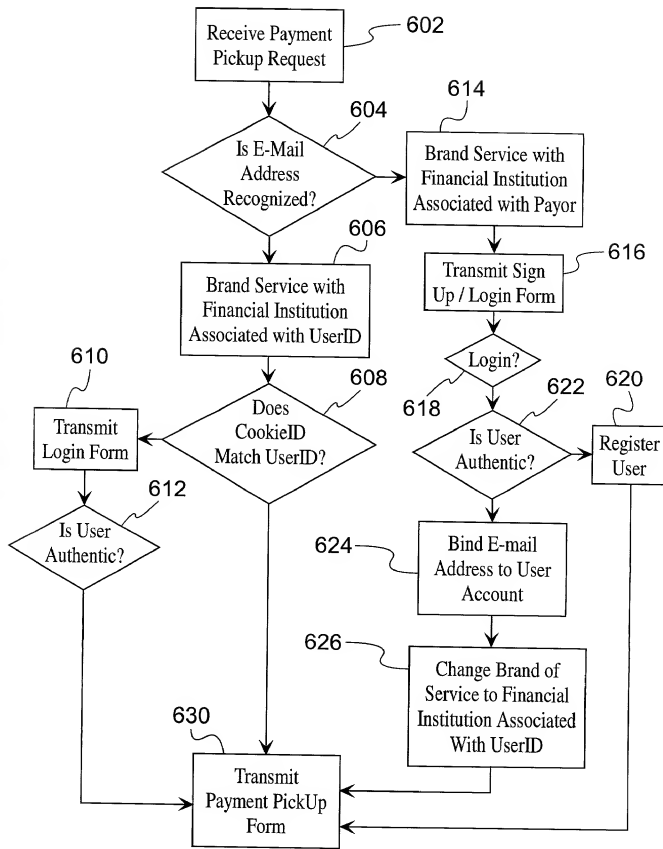 Receive Payment
Pickup Request
602
604
Is E-Mail
Address
Recognized?
614
Brand Service with
Financial Institution
Associated with Payor
606
Brand Service with
Financial Institution
Associated with UserID
616
Transmit Sign
Up / Login Form
610
Transmit
Login Form
608
Does
CookieID
Match UserID?
Login?
618
622
Is User
Authentic?
620
Register
User
612
Is User
Authentic?
624
Bind E-mail
Address to User
Account
626
Change Brand of
Service to Financial
Institution Associated
With UserID
630
Transmit
Payment PickUp
Form